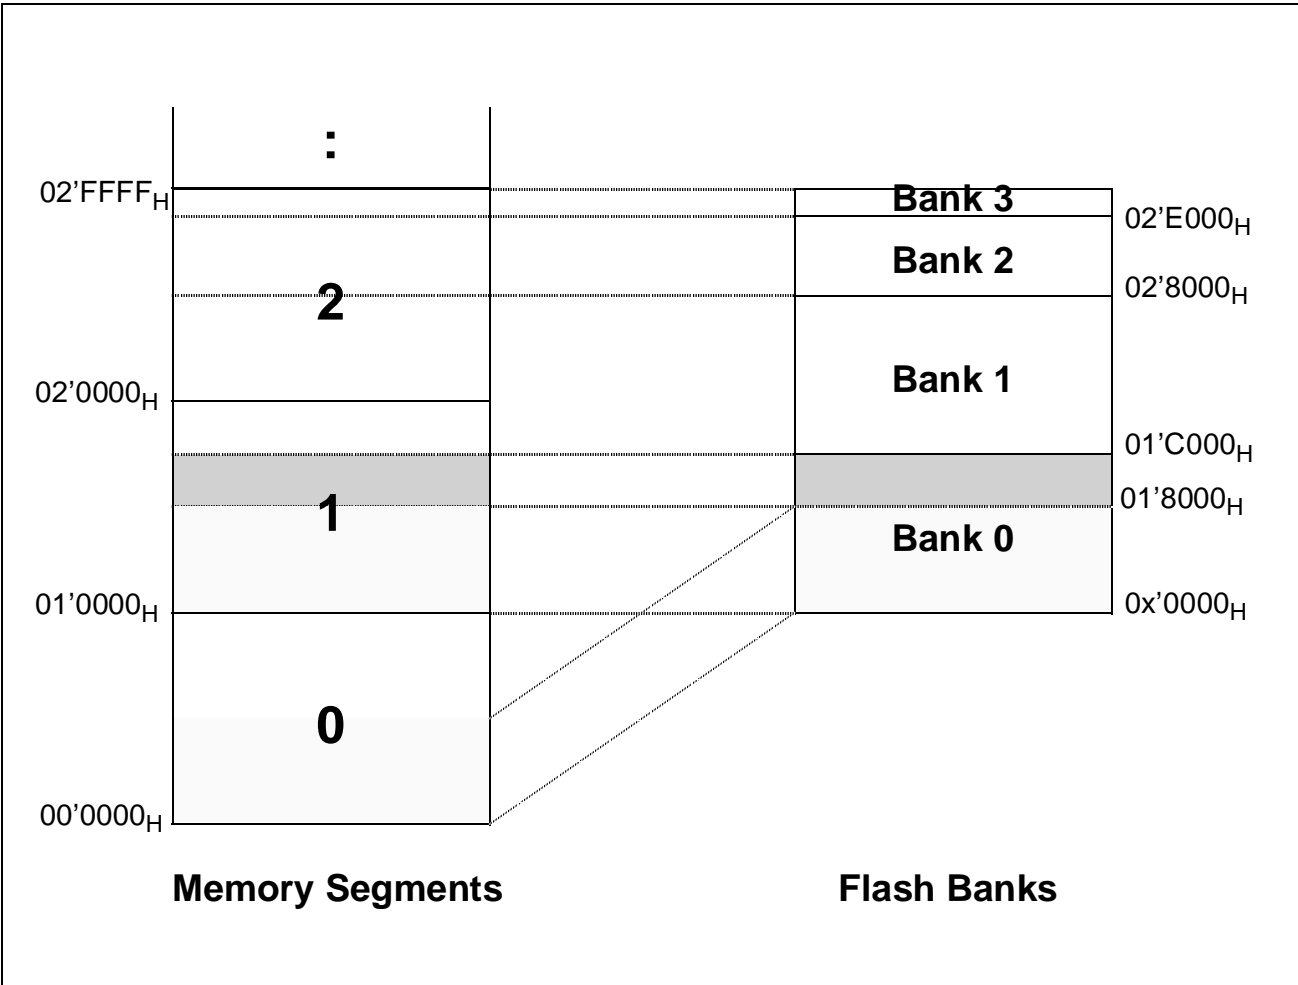 :
02’FFFFH
Bank 3
02’E000H
Bank 2
2
02’8000H
Bank 1
02’0000H
01’C000H
1
01’8000H
Bank 0
01’0000H
0x’0000H
0
00’0000H
Memory Segments
Flash Banks